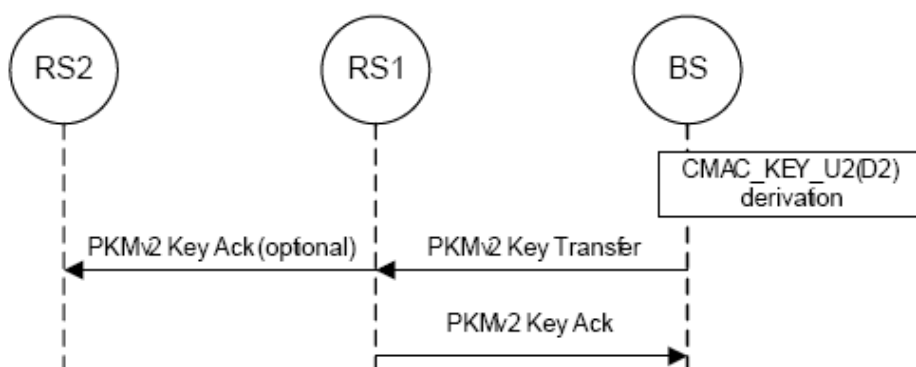 RS2
RS1
BS
CMAC_KEY_U2(D2)
derivation
PKMv2 Key Ack (optional)
PKMv2 Key Transfer
PKMv2 Key Ack